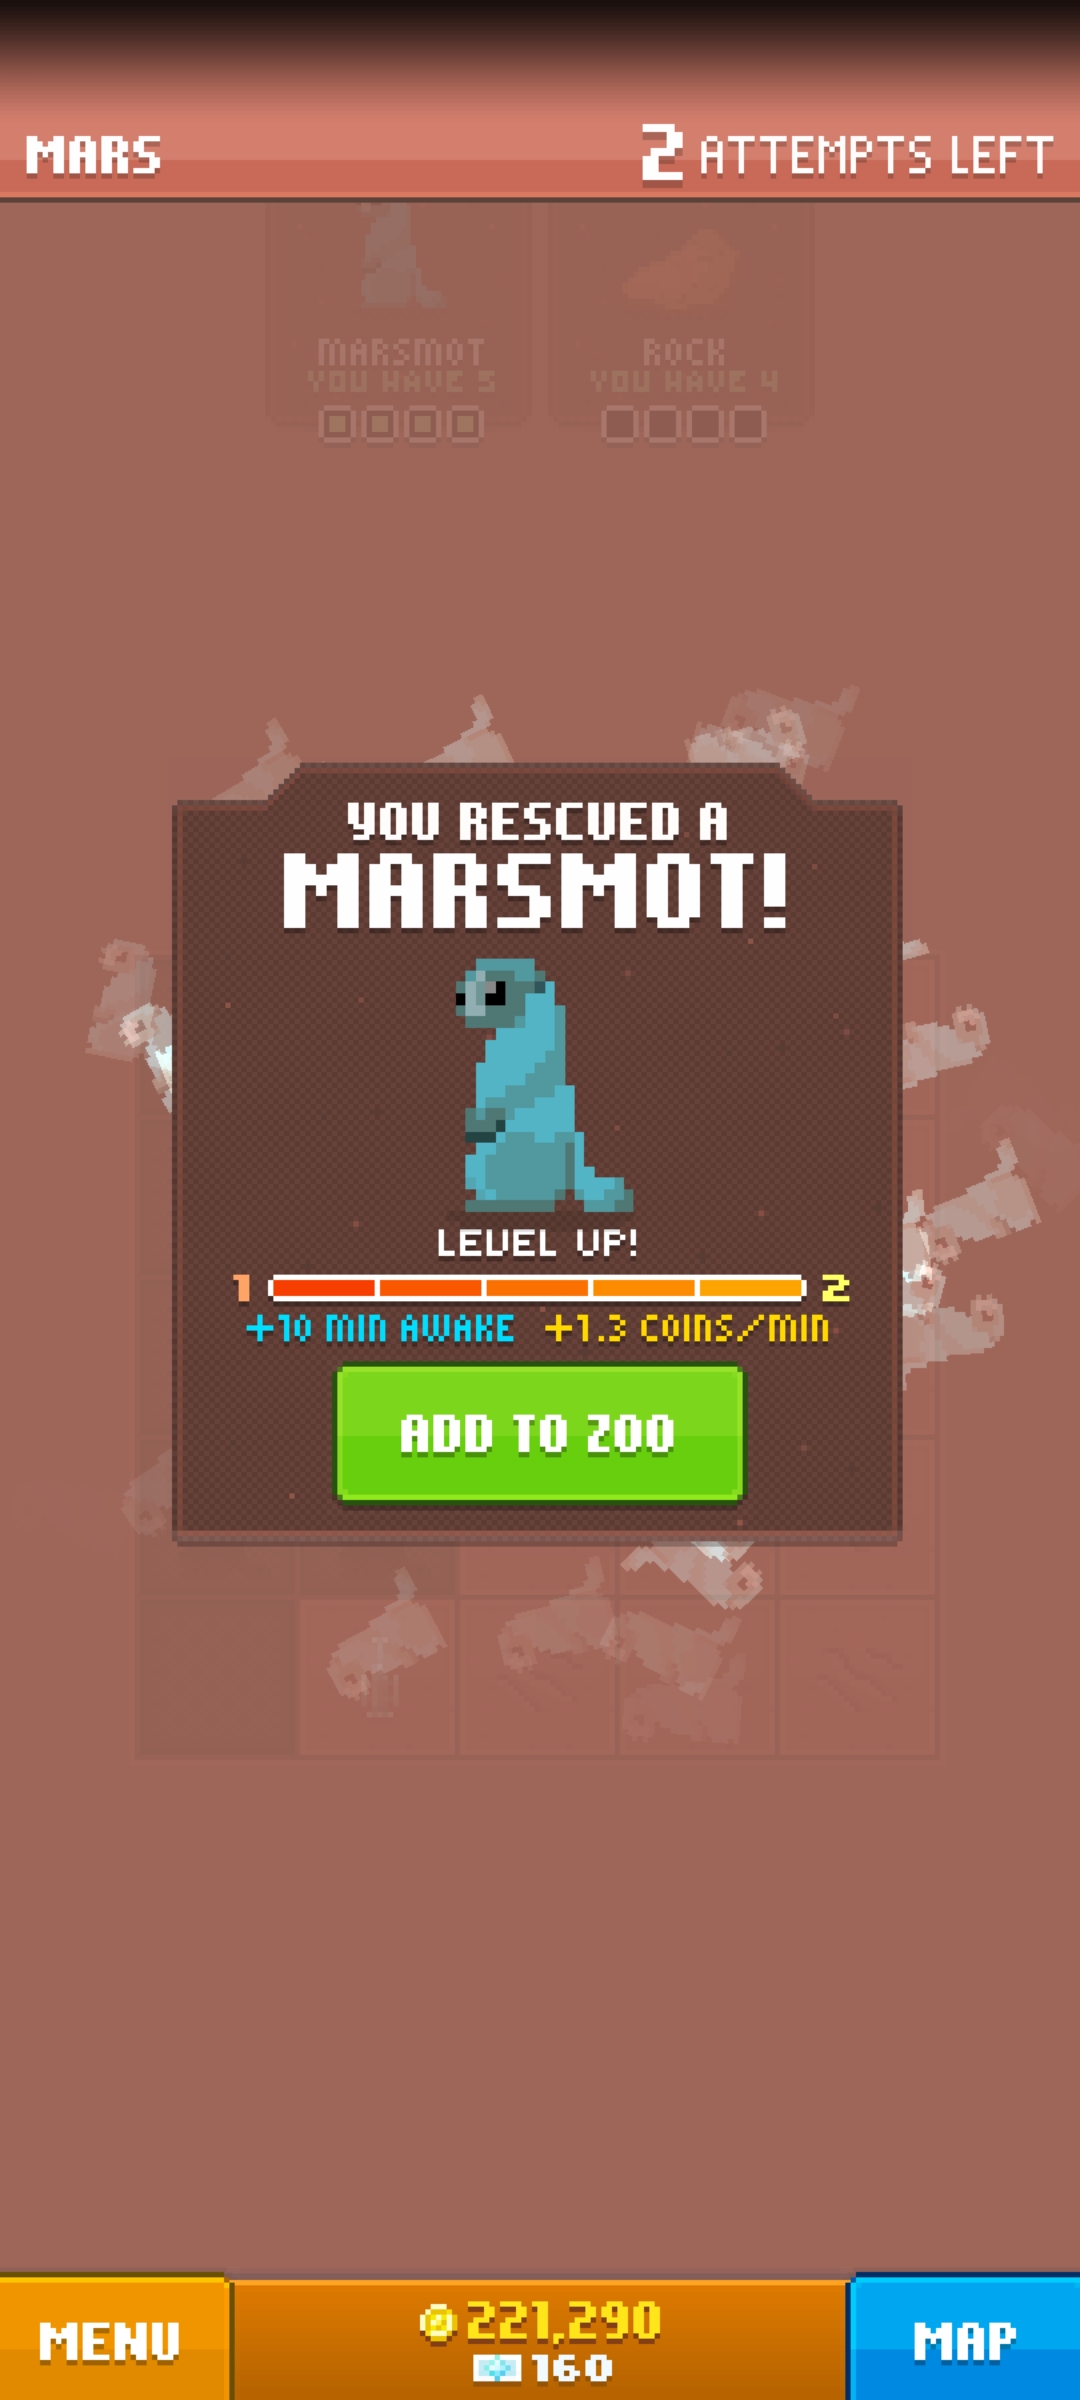 MARS
2 ATTEMPTS LEFT
MARSMOT
YOU HAVE 5
ROCK
YOU HAVE 4
YOU RESCUED A
MARSMOT!
LEVEL UP!
1 2
+10 MIN AWAKE +1.3 COINS/MIN
ADD TO ZOO
MENU
221,290
160
MAP